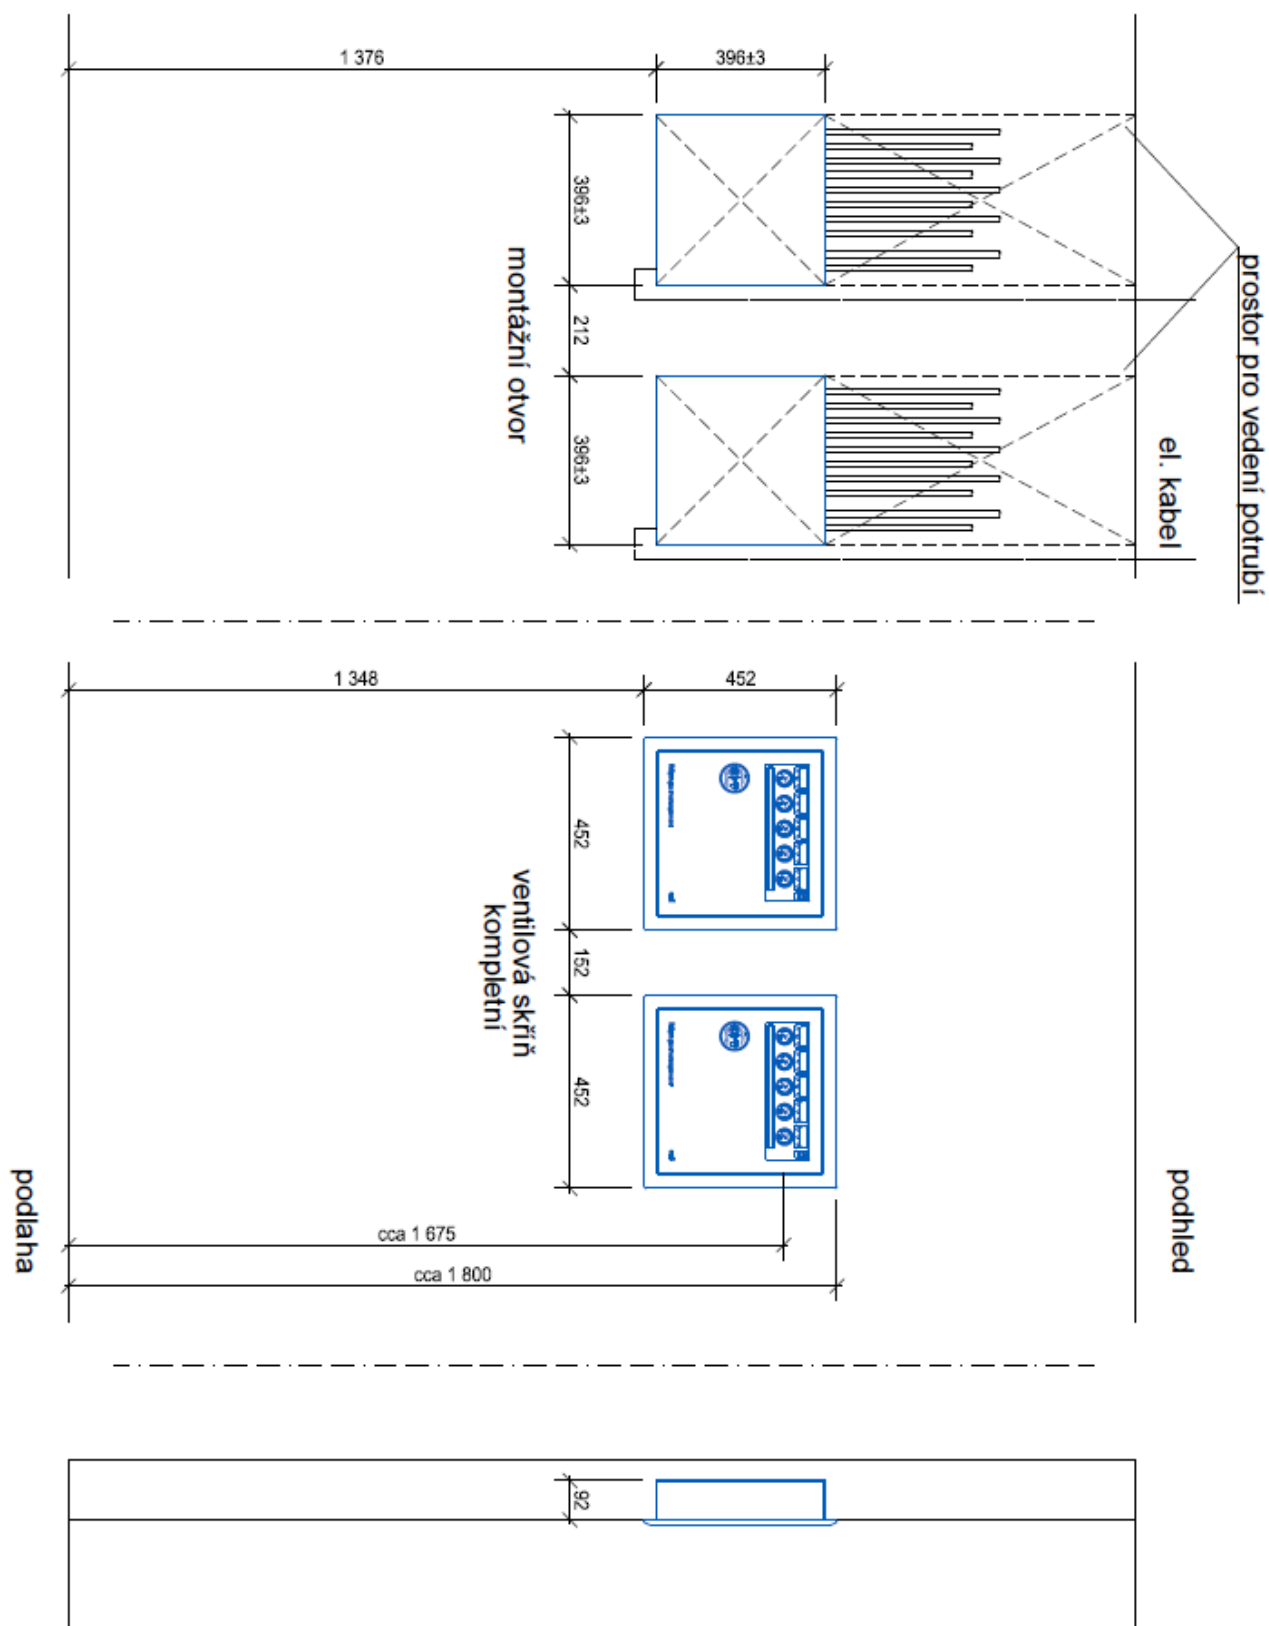 1 376
396±3
396±3
212
396±3
montážní otvor
prostor pro vedení potrubí
el. kabel
1 348
452
452
152
452
ventilová skříň
kompletní
cca 1 675
cca 1 800
podlaha
podhled
92